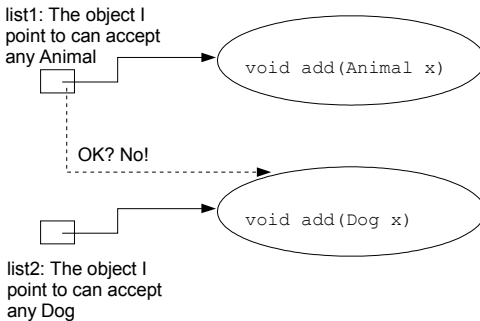 list1: The object I
point to can accept
any Animal
void add(Animal x)
OK? No!
void add(Dog x)
list2: The object I
point to can accept
any Dog